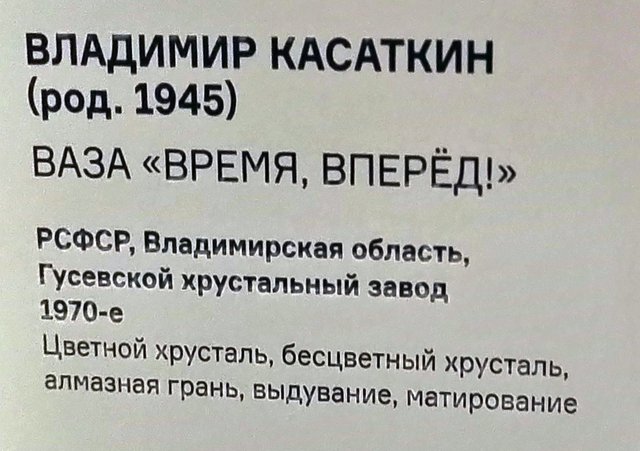 ВЛАДИМИР КАСАТКИН
(род. 1945)
ВАЗА «ВРЕМЯ, ВПЕРЁД!»
РСФСР, Владимирская область,
Гусевской хрустальный завод
1970-е
Цветной хрусталь, бесцветный хрусталь,
алмазная грань, выдувание, матирование